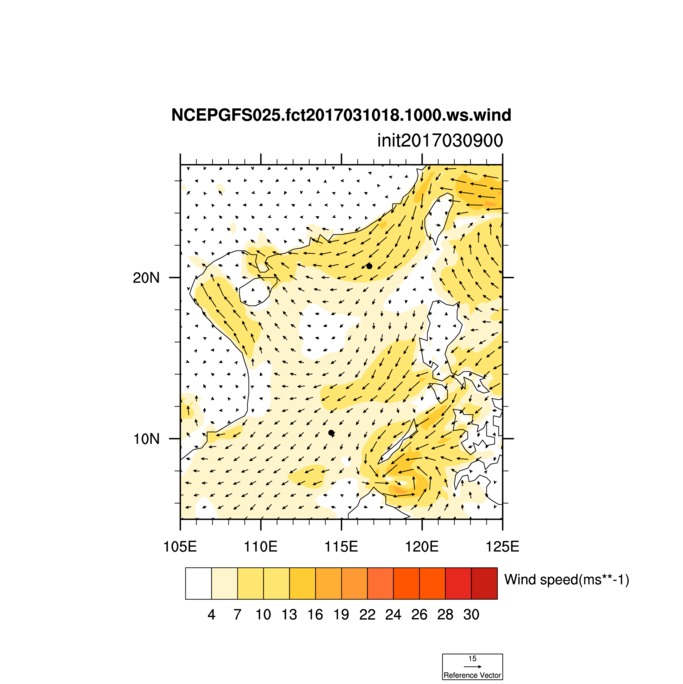 NCEPGFS025.fct2017031018.1000.ws.wind
init2017030900
20N
10N
105E 110E 115E 120E 125E
Wind speed(ms**-1)
4 7 10 13 16 19 22 24 26 28 30
15
Reference Vector